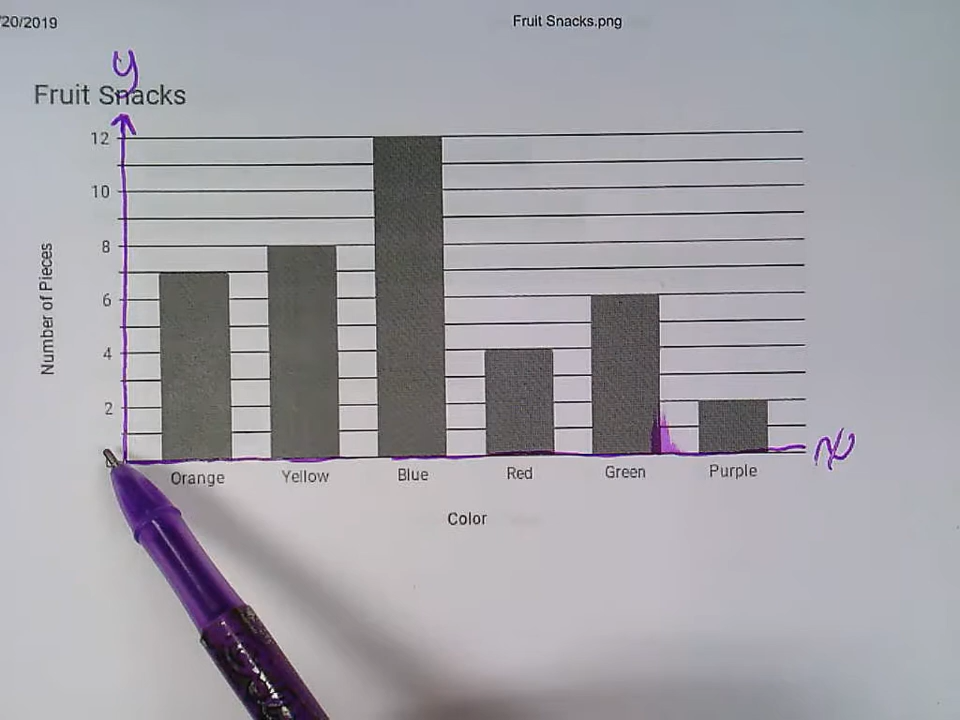 /20/2019
Fruit Snacks.png
y
Fruit Snacks
12
10
8
6
4
2
Number of Pieces
x
Orange Yellow Blue Red Green Purple
Color